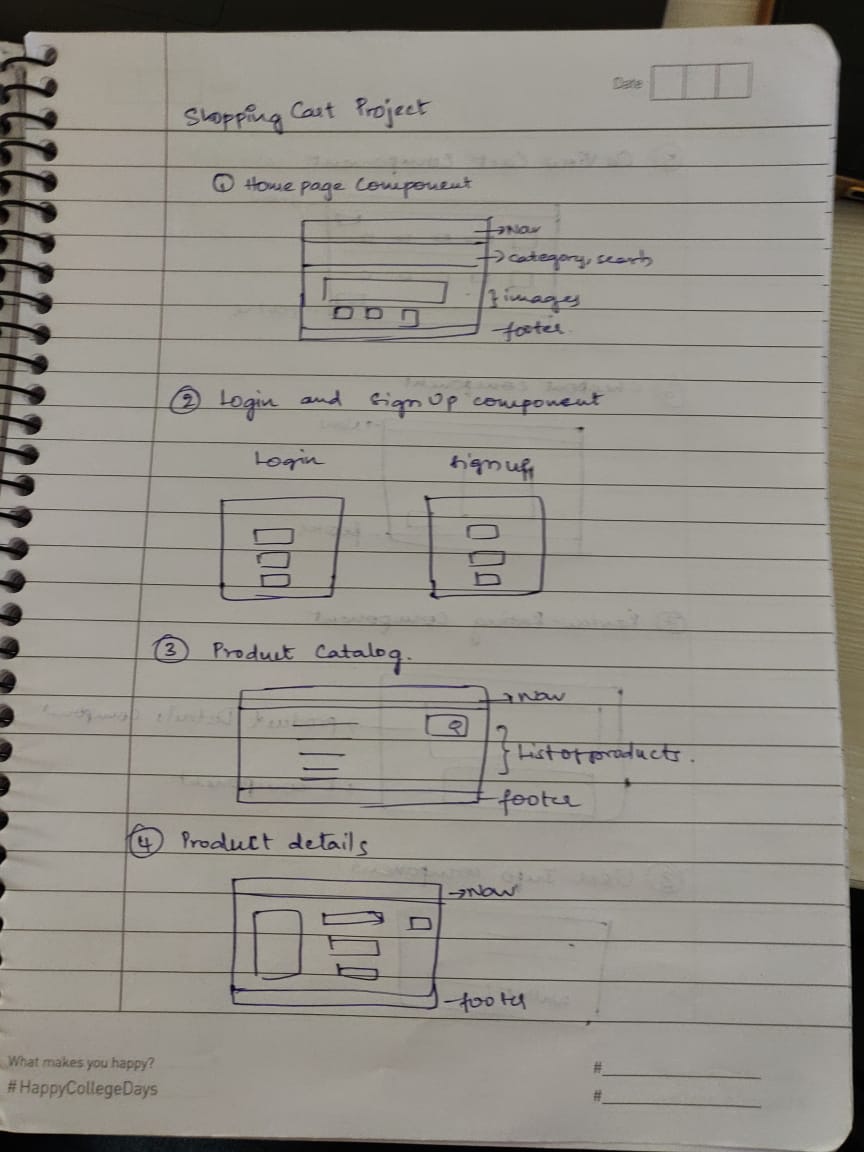 Date
Shopping Cart Project
① Home page Component
→ Nav
→ category, search
} images
- footer.
② Login and Sign Up component
Login Sign up
③ Product Catalog.
→ nav
} List of products.
- footer
④ Product details
→ Nav
- footer
What makes you happy?
#HappyCollegeDays
#
#